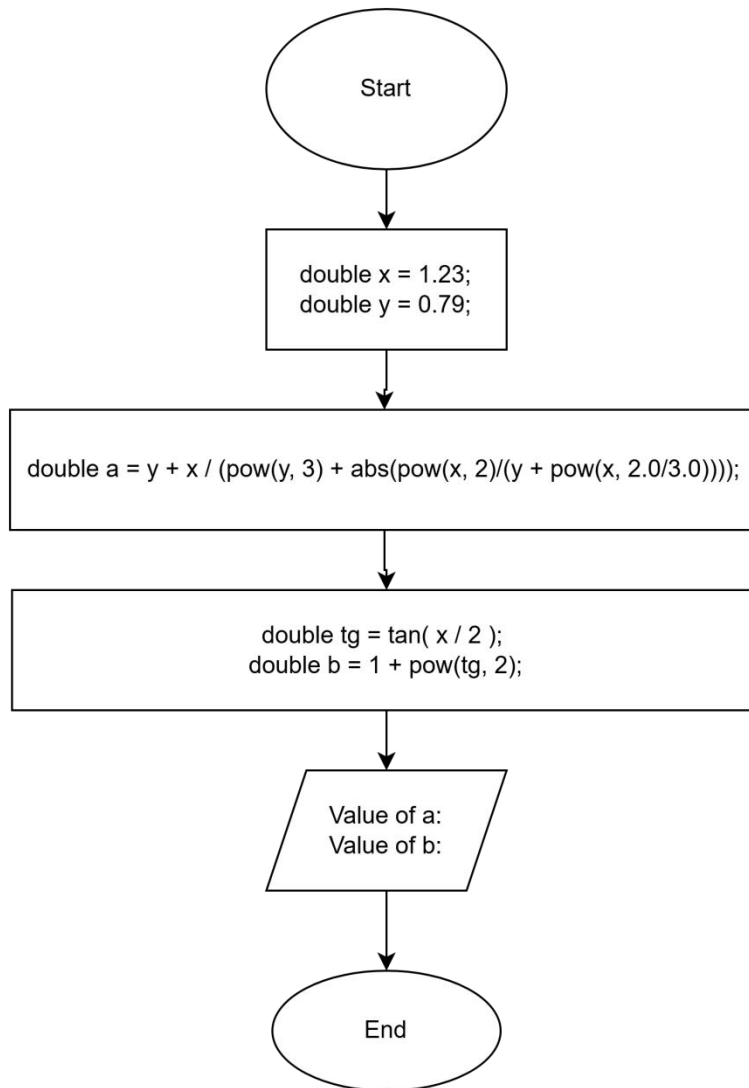 Start
double x = 1.23;
double y = 0.79;
double a = y + x / (pow(y, 3) + abs(pow(x, 2)/(y + pow(x, 2.0/3.0))));
double tg = tan( x / 2 );
double b = 1 + pow(tg, 2);
Value of a:
Value of b:
End